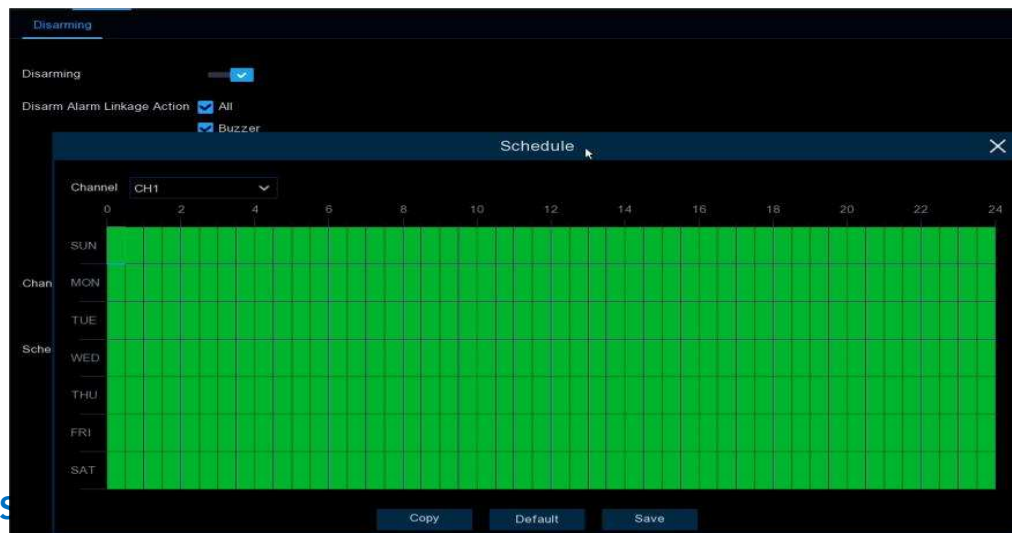 Disarming
Disarming
Disarm Alarm Linkage Action All
Buzzer
Schedule
Channel CH1
0 2 4 6 8 10 12 14 16 18 20 22 24
SUN
Chan MON
TUE
Sche
WED
THU
FRI
SAT
S
Copy Default Save